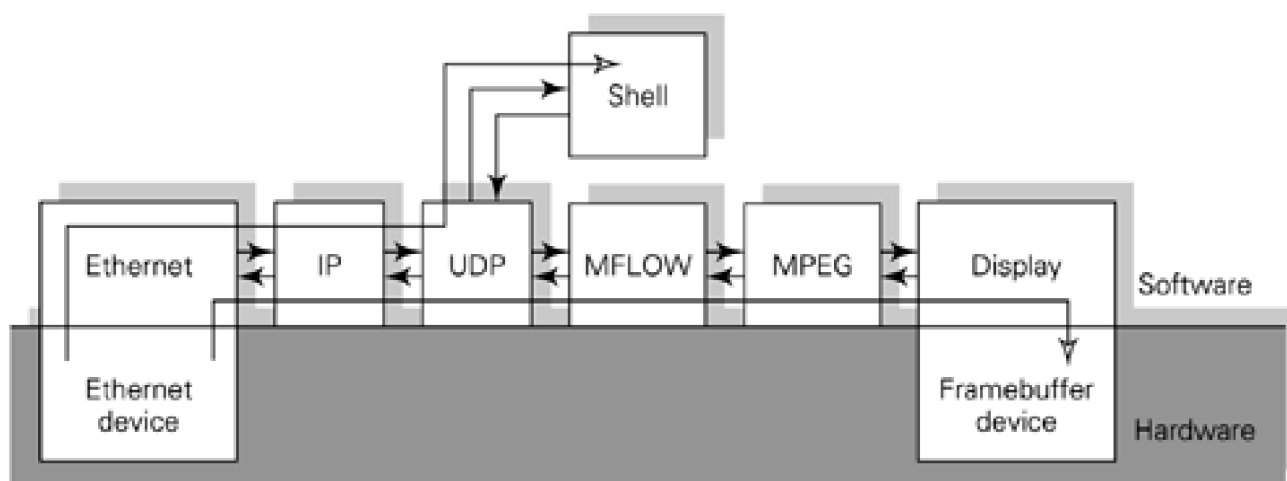 Shell
Ethernet
IP
UDP
MFLOW
MPEG
Display
Software
Ethernet
device
Framebuffer
device
Hardware